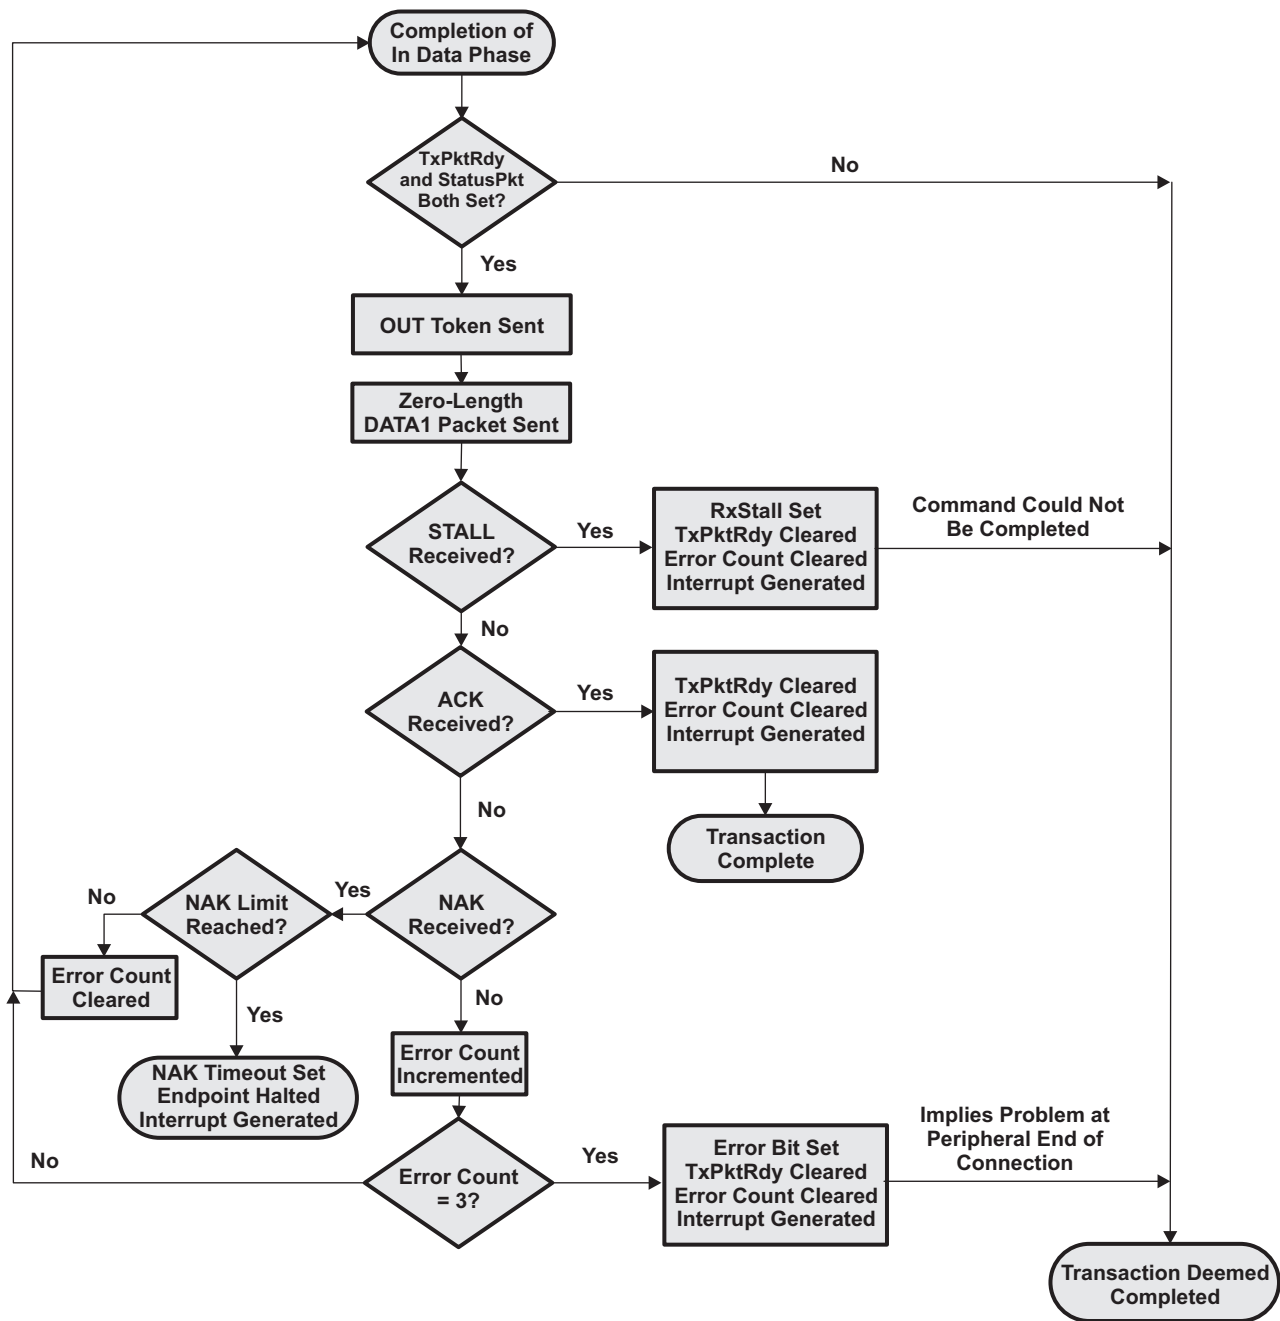 Completion of
In Data Phase
TxPktRdy
and StatusPkt
Both Set?
No
Yes
OUT Token Sent
Zero-Length
DATA1 Packet Sent
STALL
Received?
Yes
RxStall Set
TxPktRdy Cleared
Error Count Cleared
Interrupt Generated
Command Could Not
Be Completed
No
ACK
Received?
Yes
TxPktRdy Cleared
Error Count Cleared
Interrupt Generated
No
Transaction
Complete
NAK
Received?
Yes
NAK Limit
Reached?
No
Error Count
Cleared
Yes
NAK Timeout Set
Endpoint Halted
Interrupt Generated
No
Error Count
Incremented
Error Count
= 3?
No
Yes
Error Bit Set
TxPktRdy Cleared
Error Count Cleared
Interrupt Generated
Implies Problem at
Peripheral End of
Connection
Transaction Deemed
Completed